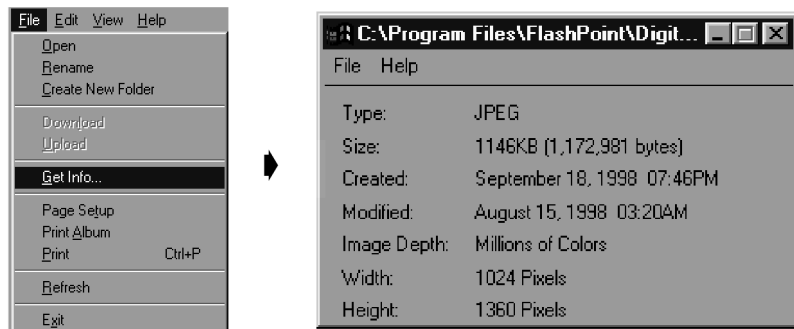 File Edit View Help
Open
Rename
Create New Folder
Download
Upload
Get Info...
Page Setup
Print Album
Print Ctrl+P
Refresh
Exit
C:\Program Files\FlashPoint\Digit...
File Help
Type: JPEG
Size: 1146KB (1,172,981 bytes)
Created: September 18, 1998 07:46PM
Modified: August 15, 1998 03:20AM
Image Depth: Millions of Colors
Width: 1024 Pixels
Height: 1360 Pixels